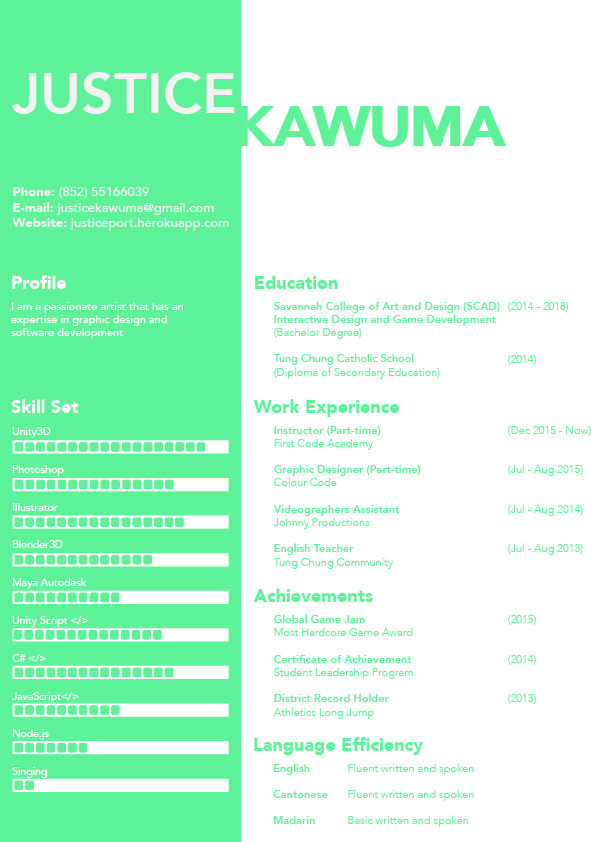 JUSTICE
KAWUMA
Phone: (852) 55166039
E-mail: justicekawuma@gmail.com
Website: justiceport.herokuapp.com
Profile
I am a passionate artist that has an
expertise in graphic design and
software development
Skill Set
Unity3D
Photoshop
Illustrator
Blender3D
Maya Autodesk
Unity Script </>
C# </>
JavaScript</>
Node.js
Singing
Education
Savannah College of Art and Design (SCAD) (2014 - 2018)
Interactive Design and Game Development
(Bachelor Degree)
Tung Chung Catholic School (2014)
(Diploma of Secondary Education)
Work Experience
Instructor (Part-time) (Dec 2015 - Now)
First Code Academy
Graphic Designer (Part-time) (Jul - Aug 2015)
Colour Code
Videographers Assistant (Jul - Aug 2014)
Johnny Productions
English Teacher (Jul - Aug 2013)
Tung Chung Community
Achievements
Global Game Jam (2015)
Most Hardcore Game Award
Certificate of Achievement (2014)
Student Leadership Program
District Record Holder (2013)
Athletics Long Jump
Language Efficiency
English Fluent written and spoken
Cantonese Fluent written and spoken
Madarin Basic written and spoken